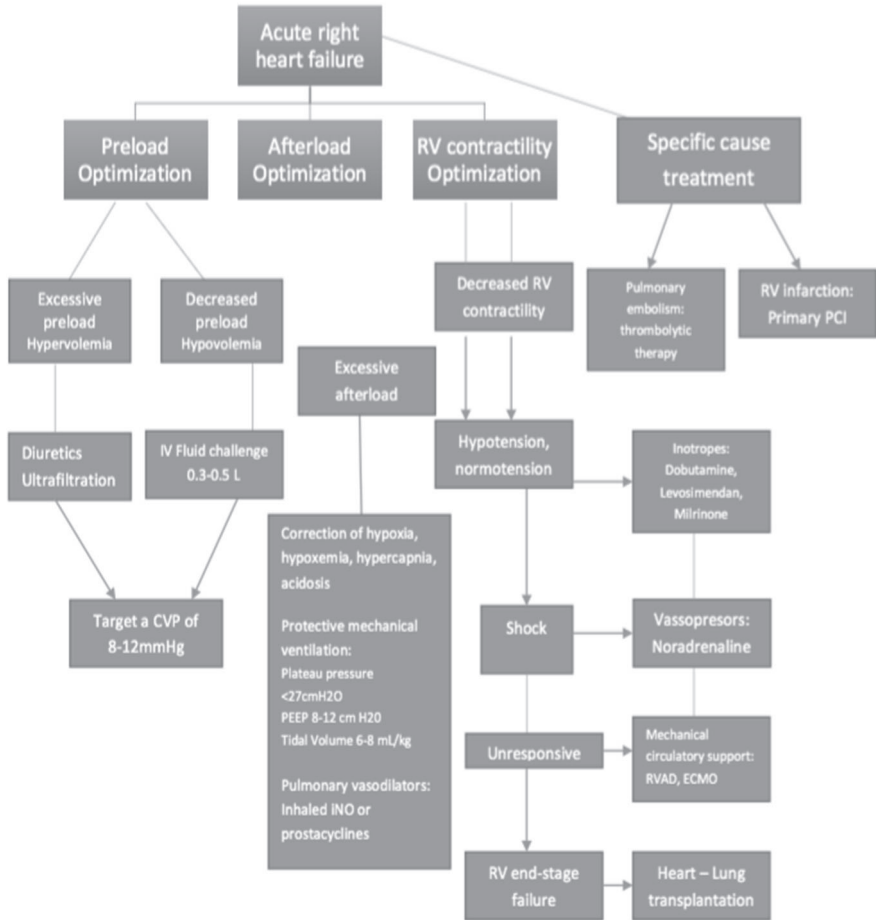 Acute right
heart failure
Preload
Optimization
Afterload
Optimization
RV contractility
Optimization
Specific cause
treatment
Excessive
preload
Hypervolemia
Decreased
preload
Hypovolemia
Decreased RV
contractility
Pulmonary
embolism:
thrombolytic
therapy
RV infarction:
Primary PCI
Excessive
afterload
Diuretics
Ultrafiltration
IV Fluid challenge
0.3-0.5 L
Hypotension,
normotension
Inotropes:
Dobutamine,
Levosimendan,
Milrinone
Target a CVP of
8-12mmHg
Correction of hypoxia,
hypoxemia, hypercapnia,
acidosis
Protective mechanical
ventilation:
Plateau pressure
<27cmH2O
PEEP 8-12 cm H20
Tidal Volume 6-8 mL/kg
Pulmonary vasodilators:
Inhaled iNO or
prostacyclines
Shock
Vassopresors:
Noradrenaline
Unresponsive
Mechanical
circulatory support:
RVAD, ECMO
RV end-stage
failure
Heart – Lung
transplantation